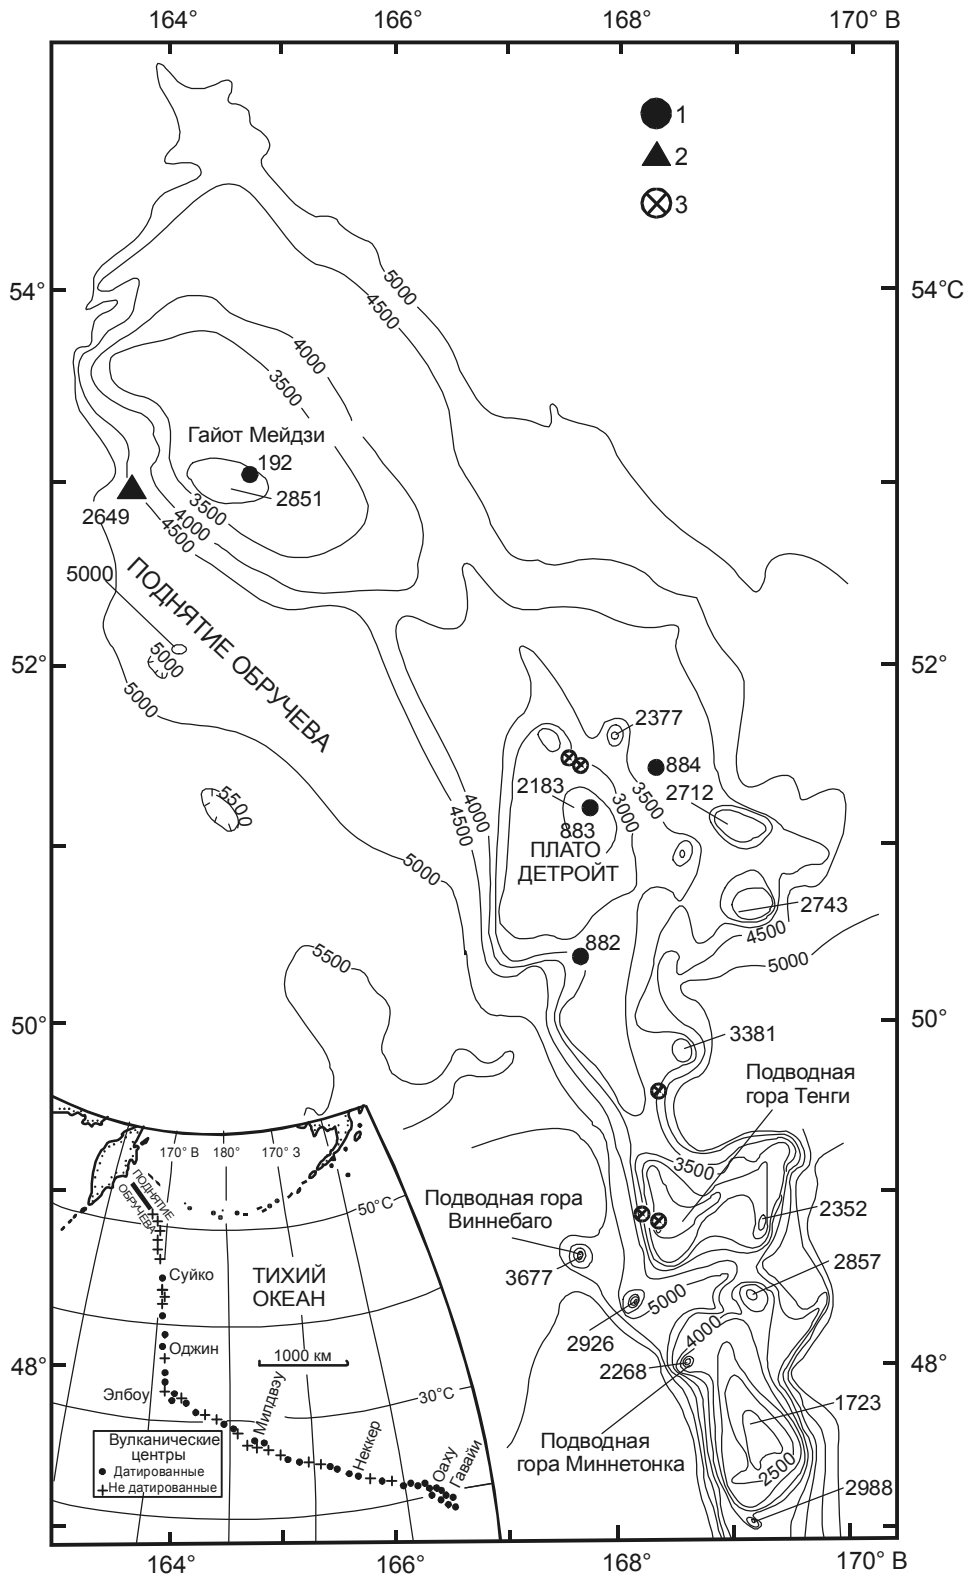 164°
166°
168°
170° В
1
2
3
54°
54°С
5000
4500
4000
3500
Гайот Мейдзи
192
2851
3500
4000
4500
2649
5000
ПОДНЯТИЕ ОБРУЧЕВА
52°
52°
5000
5000
5500
2377
884
2183
3500
2712
3000
883
ПЛАТО
ДЕТРОЙТ
4000
4500
5000
2743
4500
882
5000
5500
50°
50°
3381
Подводная
гора Тенги
3500
Подводная гора
Виннебаго
2352
3677
2857
5000
2926
4000
2268
48°
48°
1723
Подводная
гора Миннетонка
2500
2988
170° В
180°
170° З
ПОДНЯТИЕ
ОБРУЧЕВА
50°С
Суйко
ТИХИЙ
ОКЕАН
Оджин
1000 км
Элбоу
30°С
Милдвэу
Неккер
Оаху
Гавайи
Вулканические
центры
Датированные
Не датированные
164°
166°
168°
170° В